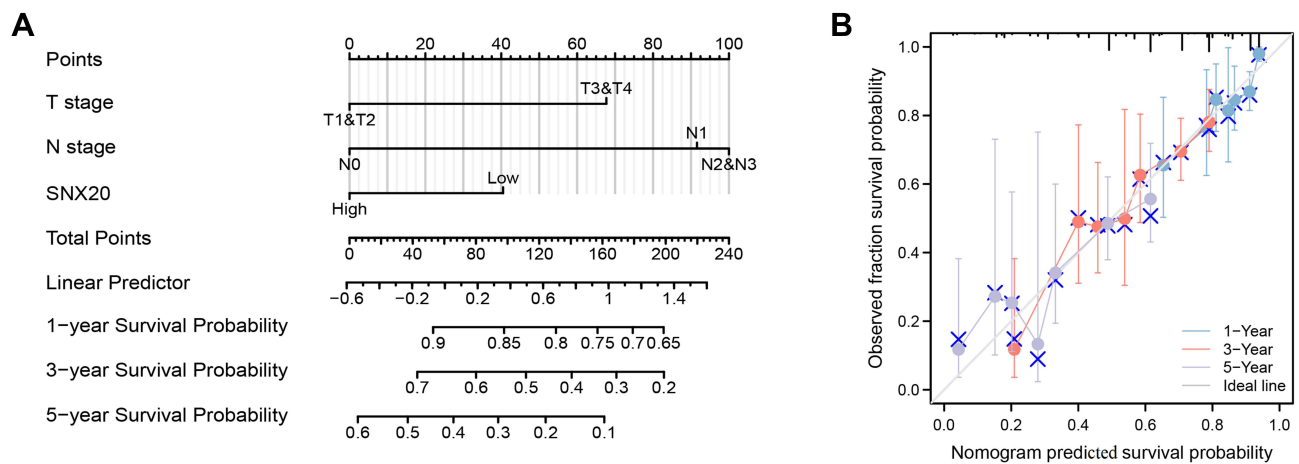 A
Points
0 20 40 60 80 100
T stage
T1&T2 T3&T4
N stage
N0 N1 N2&N3
SNX20
High Low
Total Points
0 40 80 120 160 200 240
Linear Predictor
−0.6 −0.2 0.2 0.6 1 1.4
1−year Survival Probability
0.9 0.85 0.8 0.75 0.7 0.65
3−year Survival Probability
0.7 0.6 0.5 0.4 0.3 0.2
5−year Survival Probability
0.6 0.5 0.4 0.3 0.2 0.1
B
Observed fraction survival probability
1.0
0.8
0.6
0.4
0.2
0.0
1−Year
3−Year
5−Year
Ideal line
0.0 0.2 0.4 0.6 0.8 1.0
Nomogram predicted survival probability